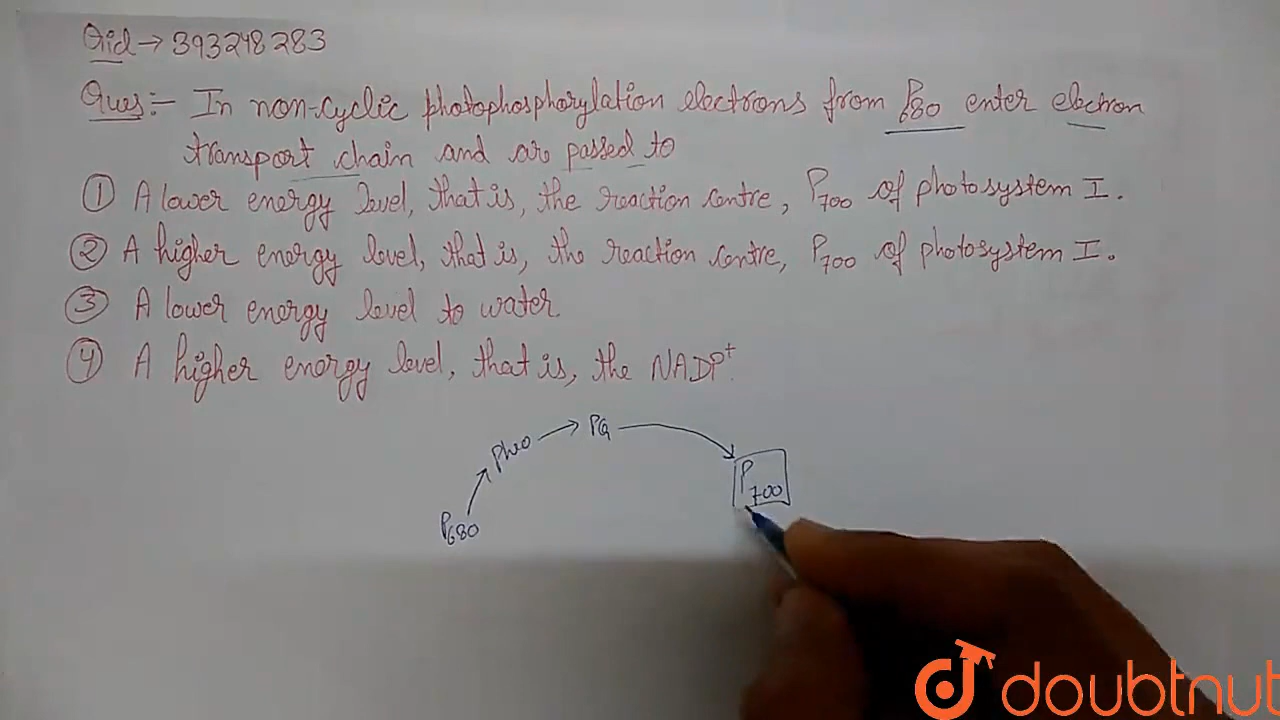 Qid → 393248283
Ques:- In non-cyclic photophosphorylation electrons from P680 enter electron
transport chain and are passed to
① A lower energy level, that is, the reaction centre, P700 of photosystem I.
② A higher energy level, that is, the reaction centre, P700 of photosystem I.
③ A lower energy level to water.
④ A higher energy level, that is, the NADP+.
P680 → Pheo → PQ → P700
doubtnut